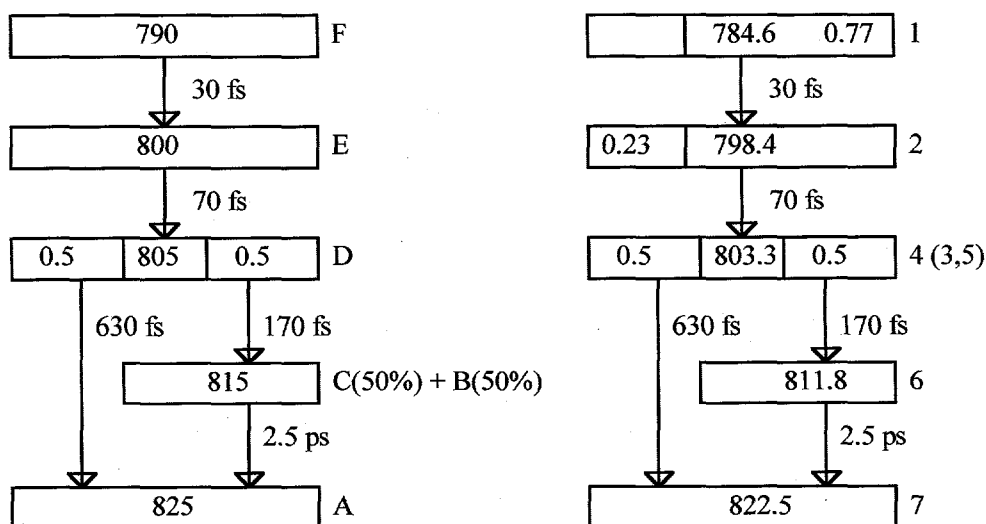 790 F
30 fs
800 E
70 fs
0.5 805 0.5 D
630 fs 170 fs
815 C(50%) + B(50%)
2.5 ps
825 A
784.6 0.77 1
30 fs
0.23 798.4 2
70 fs
0.5 803.3 0.5 4 (3,5)
630 fs 170 fs
811.8 6
2.5 ps
822.5 7